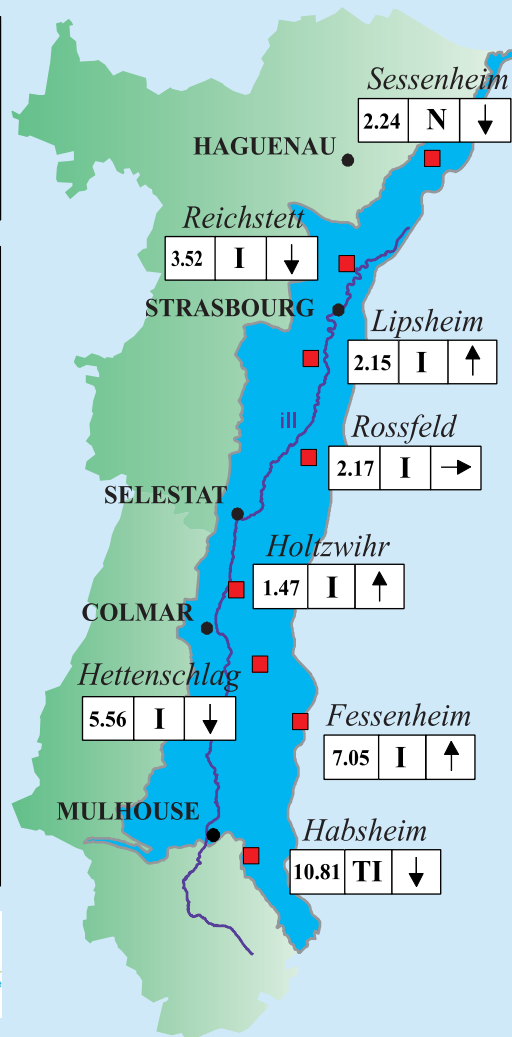 Sessenheim
2.24 N ↓
HAGUENAU
Reichstett
3.52 I ↓
STRASBOURG
Lipsheim
2.15 I ↑
ill
Rossfeld
2.17 I →
SELESTAT
Holtzwihr
1.47 I ↑
COLMAR
Hettenschlag
5.56 I ↓
Fessenheim
7.05 I ↑
MULHOUSE
Habsheim
10.81 TI ↓